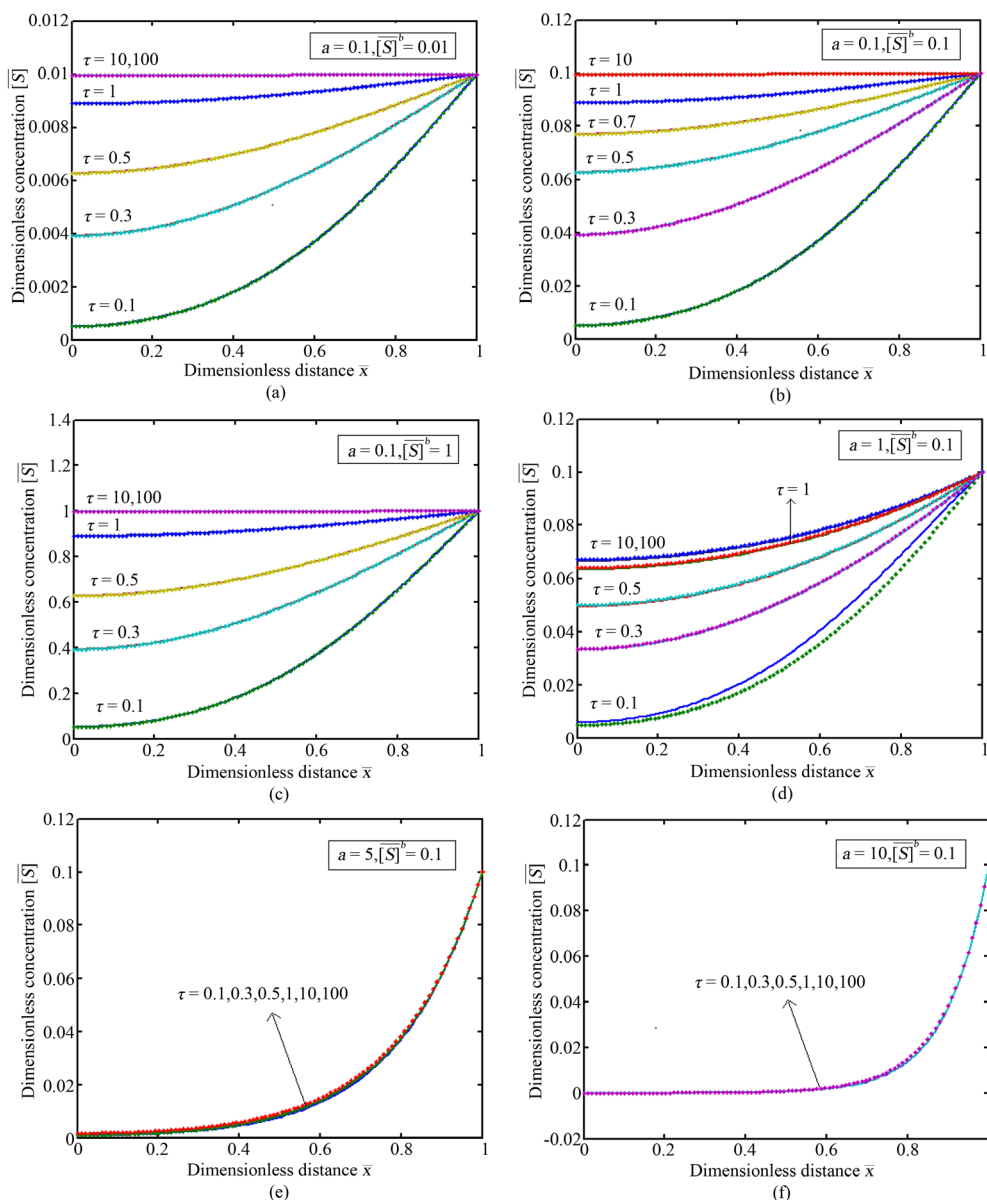 0.012
0.01
0.008
0.006
0.004
0.002
0
Dimensionless concentration [S̅]
a = 0.1,[S̅]ᵇ= 0.01
τ = 10,100
τ = 1
τ = 0.5
τ = 0.3
τ = 0.1
0.2 0.4 0.6 0.8 1
Dimensionless distance x̅
(a)
0.12
0.1
0.08
0.06
0.04
0.02
0
Dimensionless concentration [S̅]
a = 0.1,[S̅]ᵇ= 0.1
τ = 10
τ = 1
τ = 0.7
τ = 0.5
τ = 0.3
τ = 0.1
0 0.2 0.4 0.6 0.8 1
Dimensionless distance x̅
(b)
1.4
1.2
1.0
1
0.8
0.6
0.4
0.2
0
Dimensionless concentration [S̅]
a = 0.1,[S̅]ᵇ= 1
τ = 10,100
τ = 1
τ = 0.5
τ = 0.3
τ = 0.1
0 0.2 0.4 0.6 0.8 1
Dimensionless distance x̅
(c)
0.12
0.1
0.08
0.06
0.04
0.02
0
Dimensionless concentration [S̅]
a = 1,[S̅]ᵇ= 0.1
τ = 1
τ = 10,100
τ = 0.5
τ = 0.3
τ = 0.1
0 0.2 0.4 0.6 0.8 1
Dimensionless distance x̅
(d)
0.12
0.1
0.08
0.06
0.04
0.02
0
Dimensionless concentration [S̅]
a = 5,[S̅]ᵇ= 0.1
τ = 0.1,0.3,0.5,1,10,100
0 0.2 0.4 0.6 0.8 1
Dimensionless distance x̅
(e)
0.12
0.1
0.08
0.06
0.04
0.02
0
-0.02
Dimensionless concentration [S̅]
a = 10,[S̅]ᵇ= 0.1
τ = 0.1,0.3,0.5,1,10,100
0 0.2 0.4 0.6 0.8
Dimensionless distance x̅
(f)